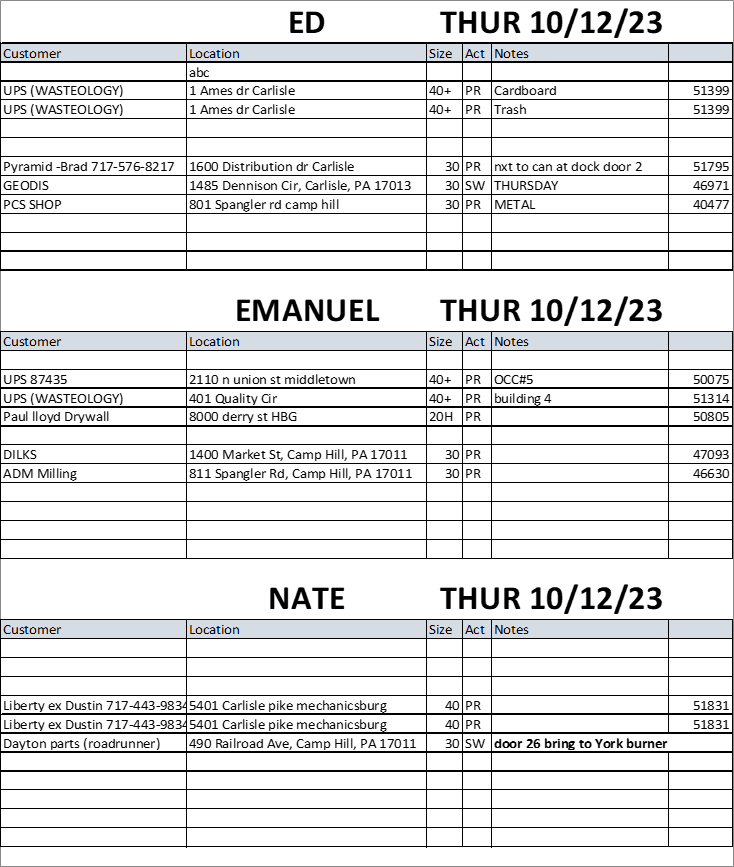 ED THUR 10/12/23
Customer Location Size Act Notes
abc
UPS (WASTEOLOGY) 1 Ames dr Carlisle 40+ PR Cardboard 51399
UPS (WASTEOLOGY) 1 Ames dr Carlisle 40+ PR Trash 51399
Pyramid -Brad 717-576-8217 1600 Distribution dr Carlisle 30 PR nxt to can at dock door 2 51795
GEODIS 1485 Dennison Cir, Carlisle, PA 17013 30 SW THURSDAY 46971
PCS SHOP 801 Spangler rd camp hill 30 PR METAL 40477
EMANUEL THUR 10/12/23
Customer Location Size Act Notes
UPS 87435 2110 n union st middletown 40+ PR OCC#5 50075
UPS (WASTEOLOGY) 401 Quality Cir 40+ PR building 4 51314
Paul lloyd Drywall 8000 derry st HBG 20H PR 50805
DILKS 1400 Market St, Camp Hill, PA 17011 30 PR 47093
ADM Milling 811 Spangler Rd, Camp Hill, PA 17011 30 PR 46630
NATE THUR 10/12/23
Customer Location Size Act Notes
Liberty ex Dustin 717-443-9834 5401 Carlisle pike mechanicsburg 40 PR 51831
Liberty ex Dustin 717-443-9834 5401 Carlisle pike mechanicsburg 40 PR 51831
Dayton parts (roadrunner) 490 Railroad Ave, Camp Hill, PA 17011 30 SW door 26 bring to York burner